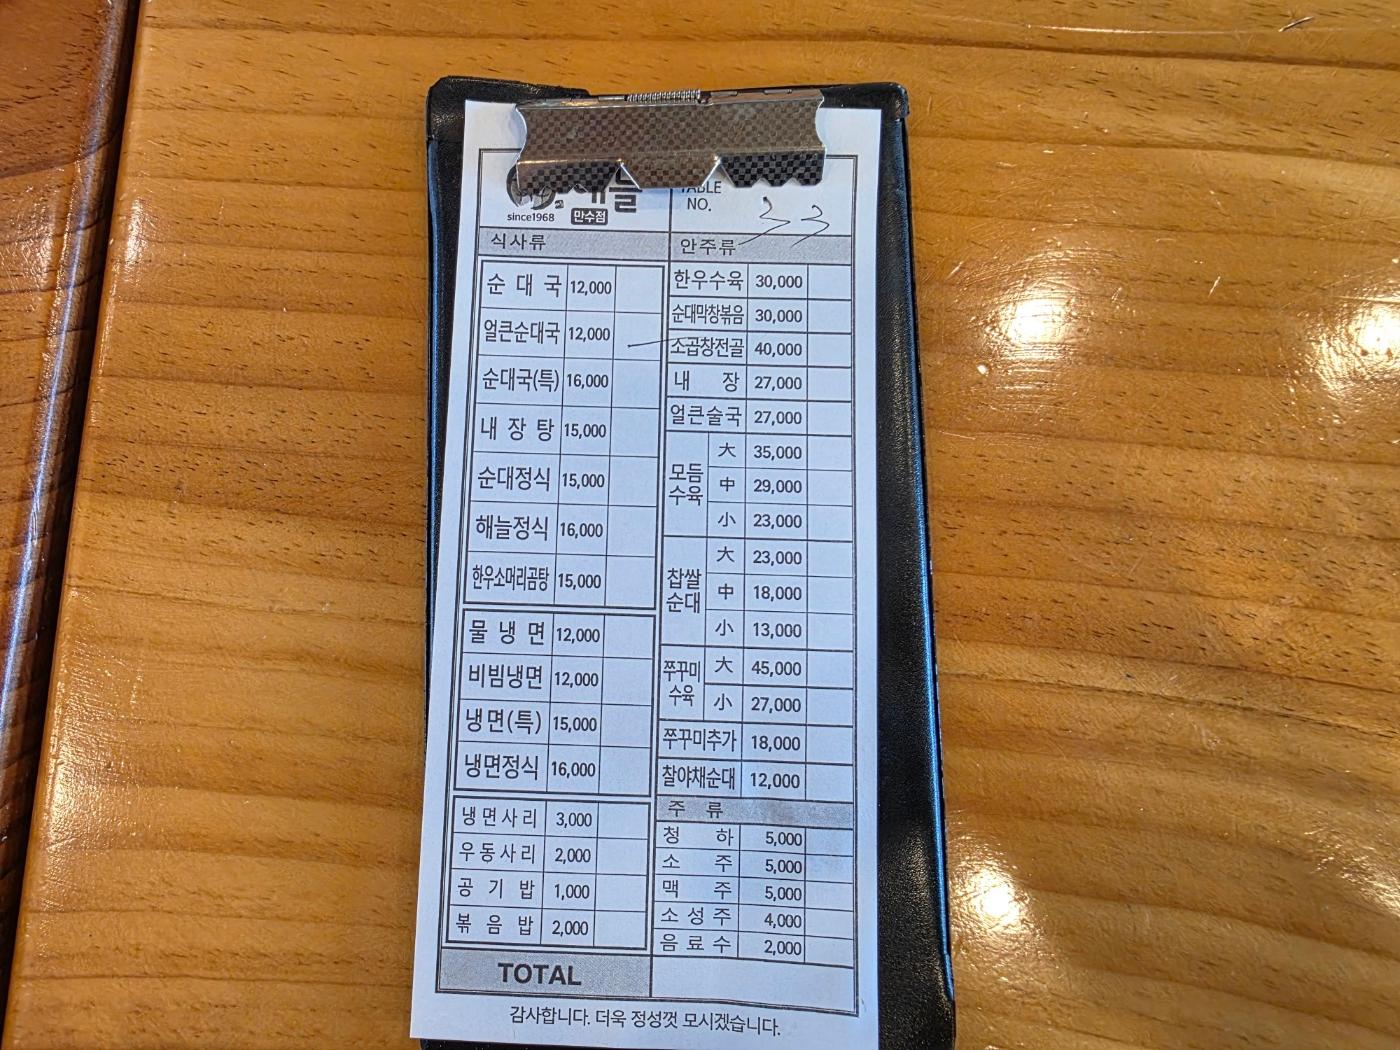 since1968 만수점
TABLE
NO. 33
식사류
순대국 12,000
얼큰순대국 12,000
순대국(특) 16,000
내장탕 15,000
순대정식 15,000
해늘정식 16,000
한우소머리곰탕 15,000
물냉면 12,000
비빔냉면 12,000
냉면(특) 15,000
냉면정식 16,000
냉면사리 3,000
우동사리 2,000
공기밥 1,000
볶음밥 2,000
안주류
한우수육 30,000
순대막창볶음 30,000
소곱창전골 40,000
내장 27,000
얼큰술국 27,000
모듬수육 大 35,000
中 29,000
小 23,000
찹쌀순대 大 23,000
中 18,000
小 13,000
쭈꾸미수육 大 45,000
小 27,000
쭈꾸미추가 18,000
찰야채순대 12,000
주류
청하 5,000
소주 5,000
맥주 5,000
소성주 4,000
음료수 2,000
TOTAL
감사합니다. 더욱 정성껏 모시겠습니다.